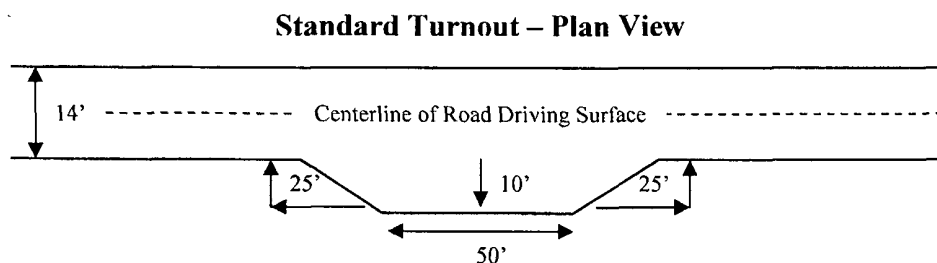 Standard Turnout – Plan View
14’
Centerline of Road Driving Surface
25’
10’
25’
50’